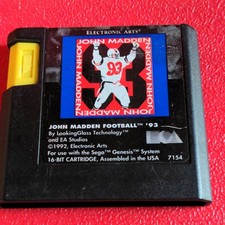 ELECTRONIC ARTS
JOHN MADDEN
JOHN MADDEN
JOHN MADDEN
93
JOHN MADDEN
JOHN MADDEN FOOTBALL™ '93
By LookingGlass Technology™
and EA Studios
©1992, Electronic Arts
For use with the Sega™ Genesis™ System
16-BIT CARTRIDGE, Assembled in the USA 7154